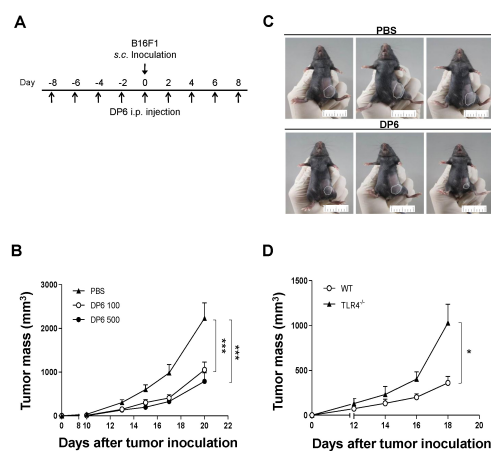 A
B16F1
s.c. Inoculation
Day -8 -6 -4 -2 0 2 4 6 8
DP6 i.p. injection
C
PBS
DP6
B
Tumor mass (mm3)
3000
2000
1000
0
PBS
DP6 100
DP6 500
***
***
0 8 10 12 14 16 18 20 22
Days after tumor inoculation
D
Tumor mass (mm3)
1500
1000
500
0
WT
TLR4-/-
*
0 12 14 16 18 20
Days after tumor inoculation